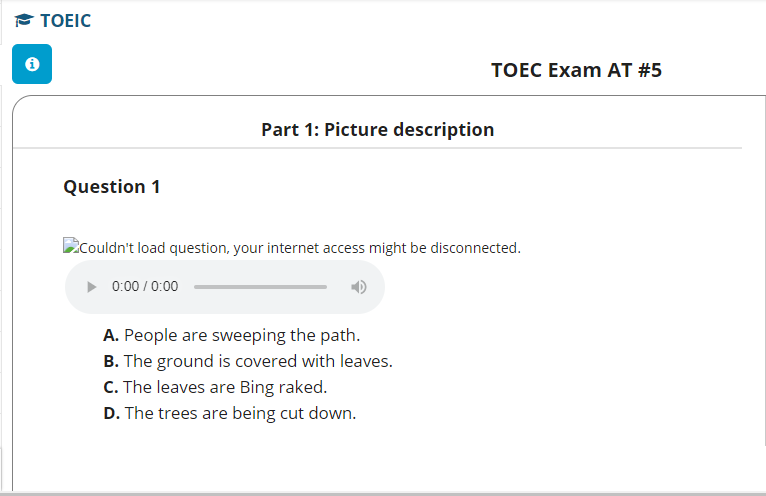 TOEIC
TOEC Exam AT #5
Part 1: Picture description
Question 1
Couldn't load question, your internet access might be disconnected.
0:00 / 0:00
A. People are sweeping the path.
B. The ground is covered with leaves.
C. The leaves are Bing raked.
D. The trees are being cut down.